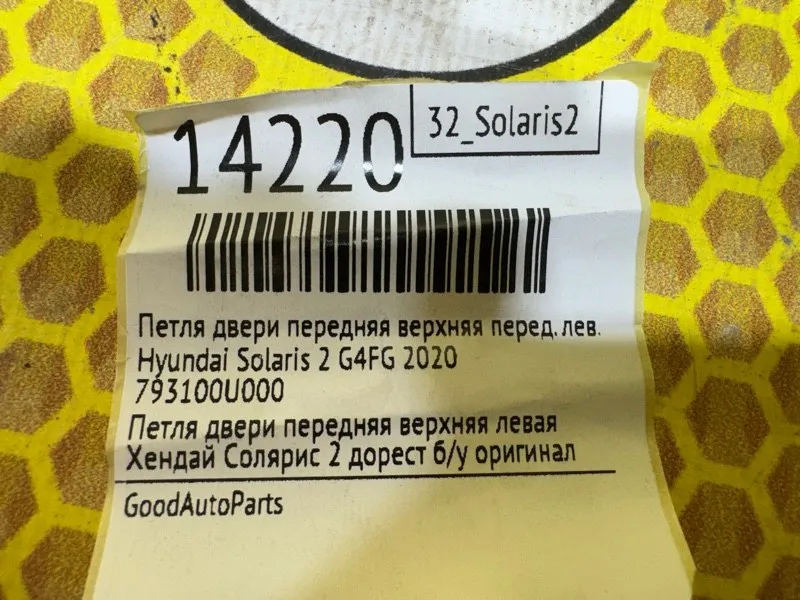 14220
32_Solaris2
Петля двери передняя верхняя перед. лев.
Hyundai Solaris 2 G4FG 2020
793100U000
Петля двери передняя верхняя левая
Хендай Солярис 2 дорест б/у оригинал
GoodAutoParts